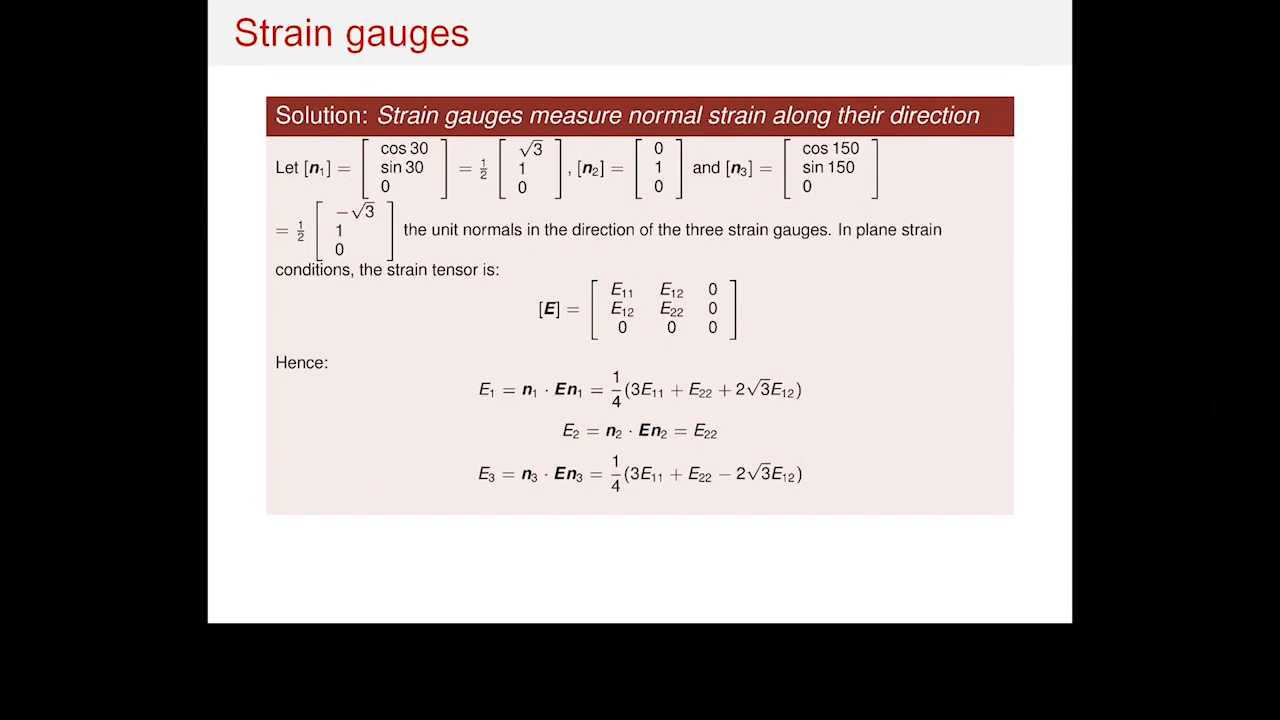 Strain gauges
Solution: Strain gauges measure normal strain along their direction
Let [n₁] = [cos 30; sin 30; 0] = ½ [√3; 1; 0], [n₂] = [0; 1; 0] and [n₃] = [cos 150; sin 150; 0]
= ½ [−√3; 1; 0] the unit normals in the direction of the three strain gauges. In plane strain
conditions, the strain tensor is:
[E] = [E₁₁ E₁₂ 0; E₁₂ E₂₂ 0; 0 0 0]
Hence:
E₁ = n₁ · En₁ = 1/4 (3E₁₁ + E₂₂ + 2√3E₁₂)
E₂ = n₂ · En₂ = E₂₂
E₃ = n₃ · En₃ = 1/4 (3E₁₁ + E₂₂ − 2√3E₁₂)